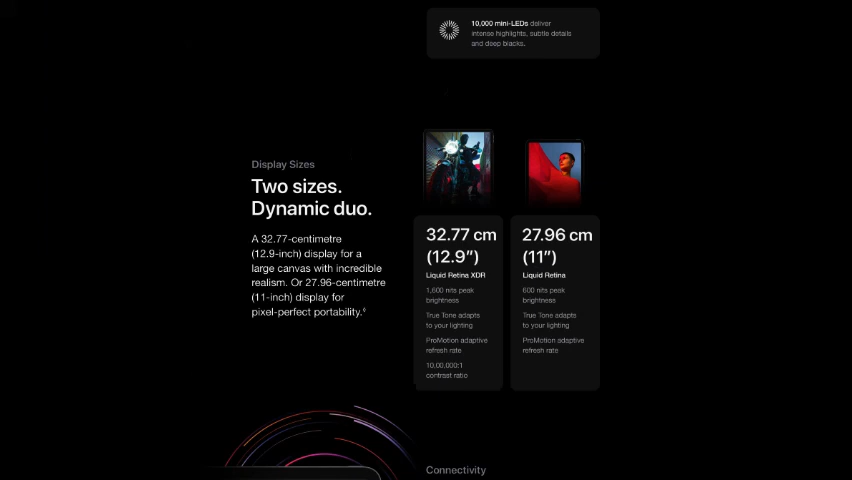 10,000 mini-LEDs deliver
intense highlights, subtle details
and deep blacks.
Display Sizes
Two sizes.
Dynamic duo.
A 32.77-centimetre
(12.9-inch) display for a
large canvas with incredible
realism. Or 27.96-centimetre
(11-inch) display for
pixel-perfect portability.◊
32.77 cm
(12.9″)
Liquid Retina XDR
1,600 nits peak
brightness
True Tone adapts
to your lighting
ProMotion adaptive
refresh rate
10,00,000:1
contrast ratio
27.96 cm
(11″)
Liquid Retina
600 nits peak
brightness
True Tone adapts
to your lighting
ProMotion adaptive
refresh rate
Connectivity